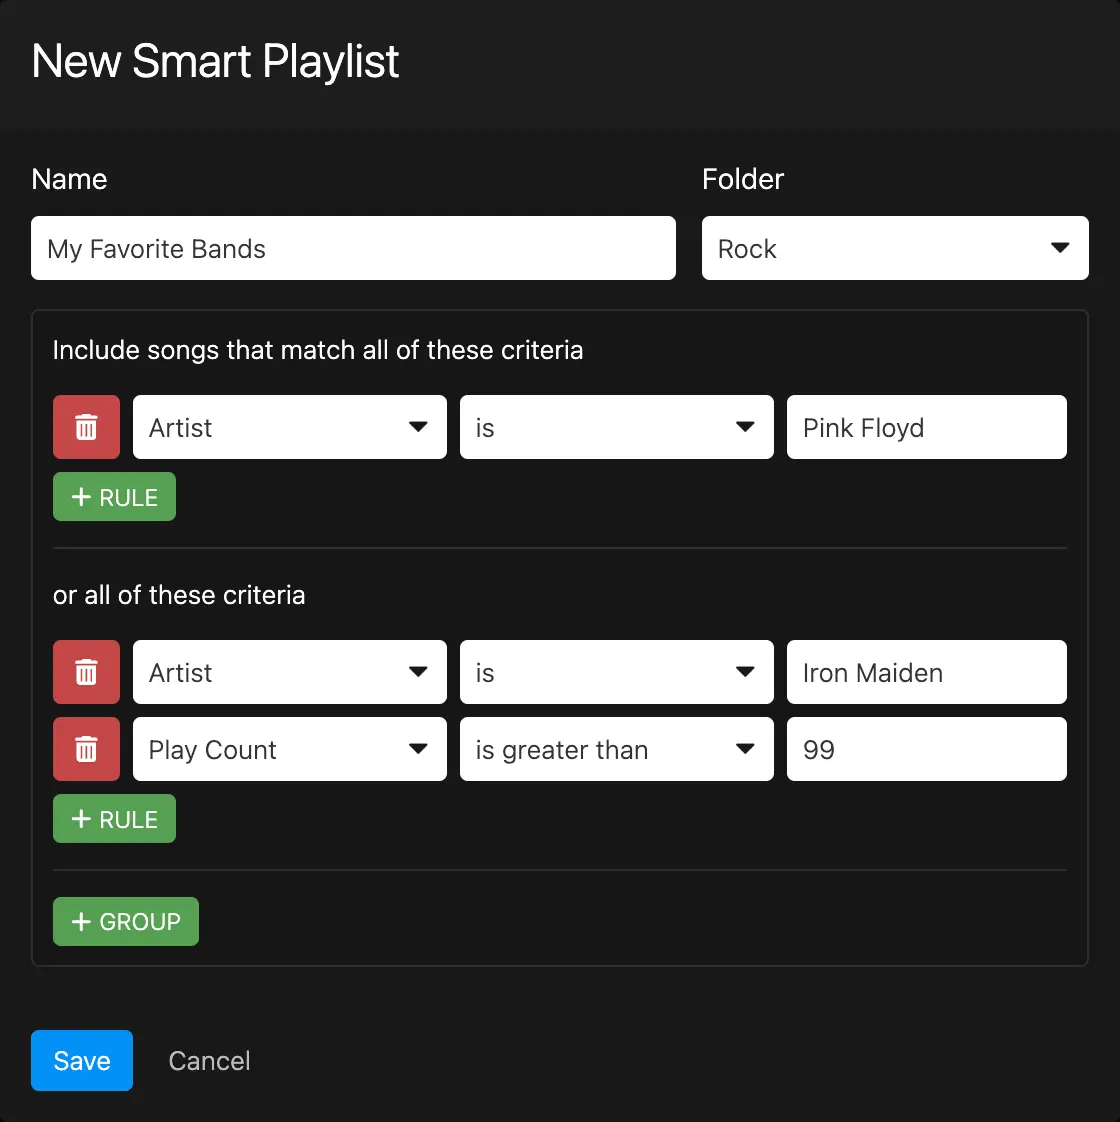 New Smart Playlist
Name Folder
My Favorite Bands Rock
Include songs that match all of these criteria
Artist is Pink Floyd
+ RULE
or all of these criteria
Artist is Iron Maiden
Play Count is greater than 99
+ RULE
+ GROUP
Save Cancel